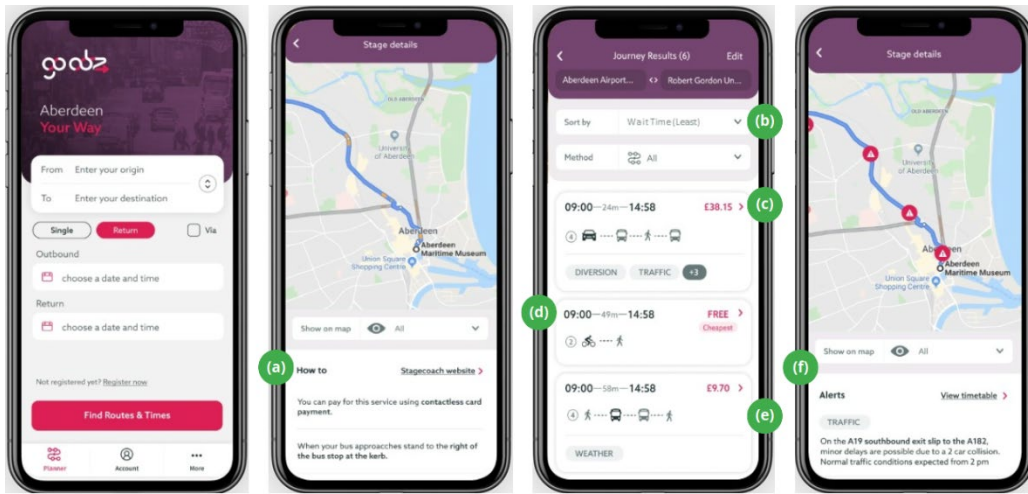 goabz
Aberdeen
Your Way
From Enter your origin
To Enter your destination
Single Return Via
Outbound
choose a date and time
Return
choose a date and time
Not registered yet? Register now
Find Routes & Times
Planner Account More
Stage details
OLD ABERDEEN
University
of Aberdeen
Aberdeen
Aberdeen
Maritime Museum
Union Square
Shopping Centre
Show on map All
(a)
How to Stagecoach website >
You can pay for this service using contactless card
payment.
When your bus approacches stand to the right of
the bus stop at the kerb.
Journey Results (6) Edit
Aberdeen Airport... <> Robert Gordon Un...
Sort by Wait Time (Least) (b)
Method All
09:00—24m—14:58 £38.15 > (c)
4
DIVERSION TRAFFIC +3
(d) 09:00—49m—14:58 FREE >
Cheapest
2
09:00—58m—14:58 £9.70 >
4 (e)
WEATHER
Stage details
OLD ABERDEEN
University
of Aberdeen
Aberdeen
Aberdeen
Maritime Museum
Union Square
Shopping Centre
Show on map All
(f)
Alerts View timetable >
TRAFFIC
On the A19 southbound exit slip to the A182,
minor delays are possible due to a 2 car collision.
Normal traffic conditions expected from 2 pm